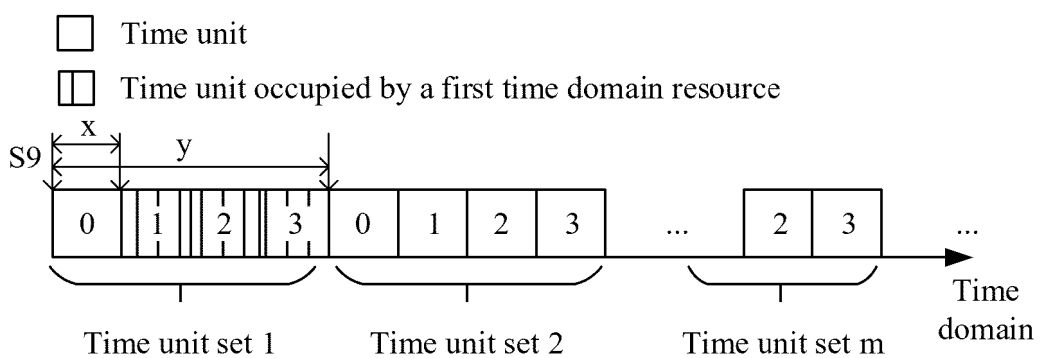 Time unit
Time unit occupied by a first time domain resource
x
S9
y
0 1 2 3 0 1 2 3 ... 2 3 ...
Time domain
Time unit set 1 Time unit set 2 Time unit set m